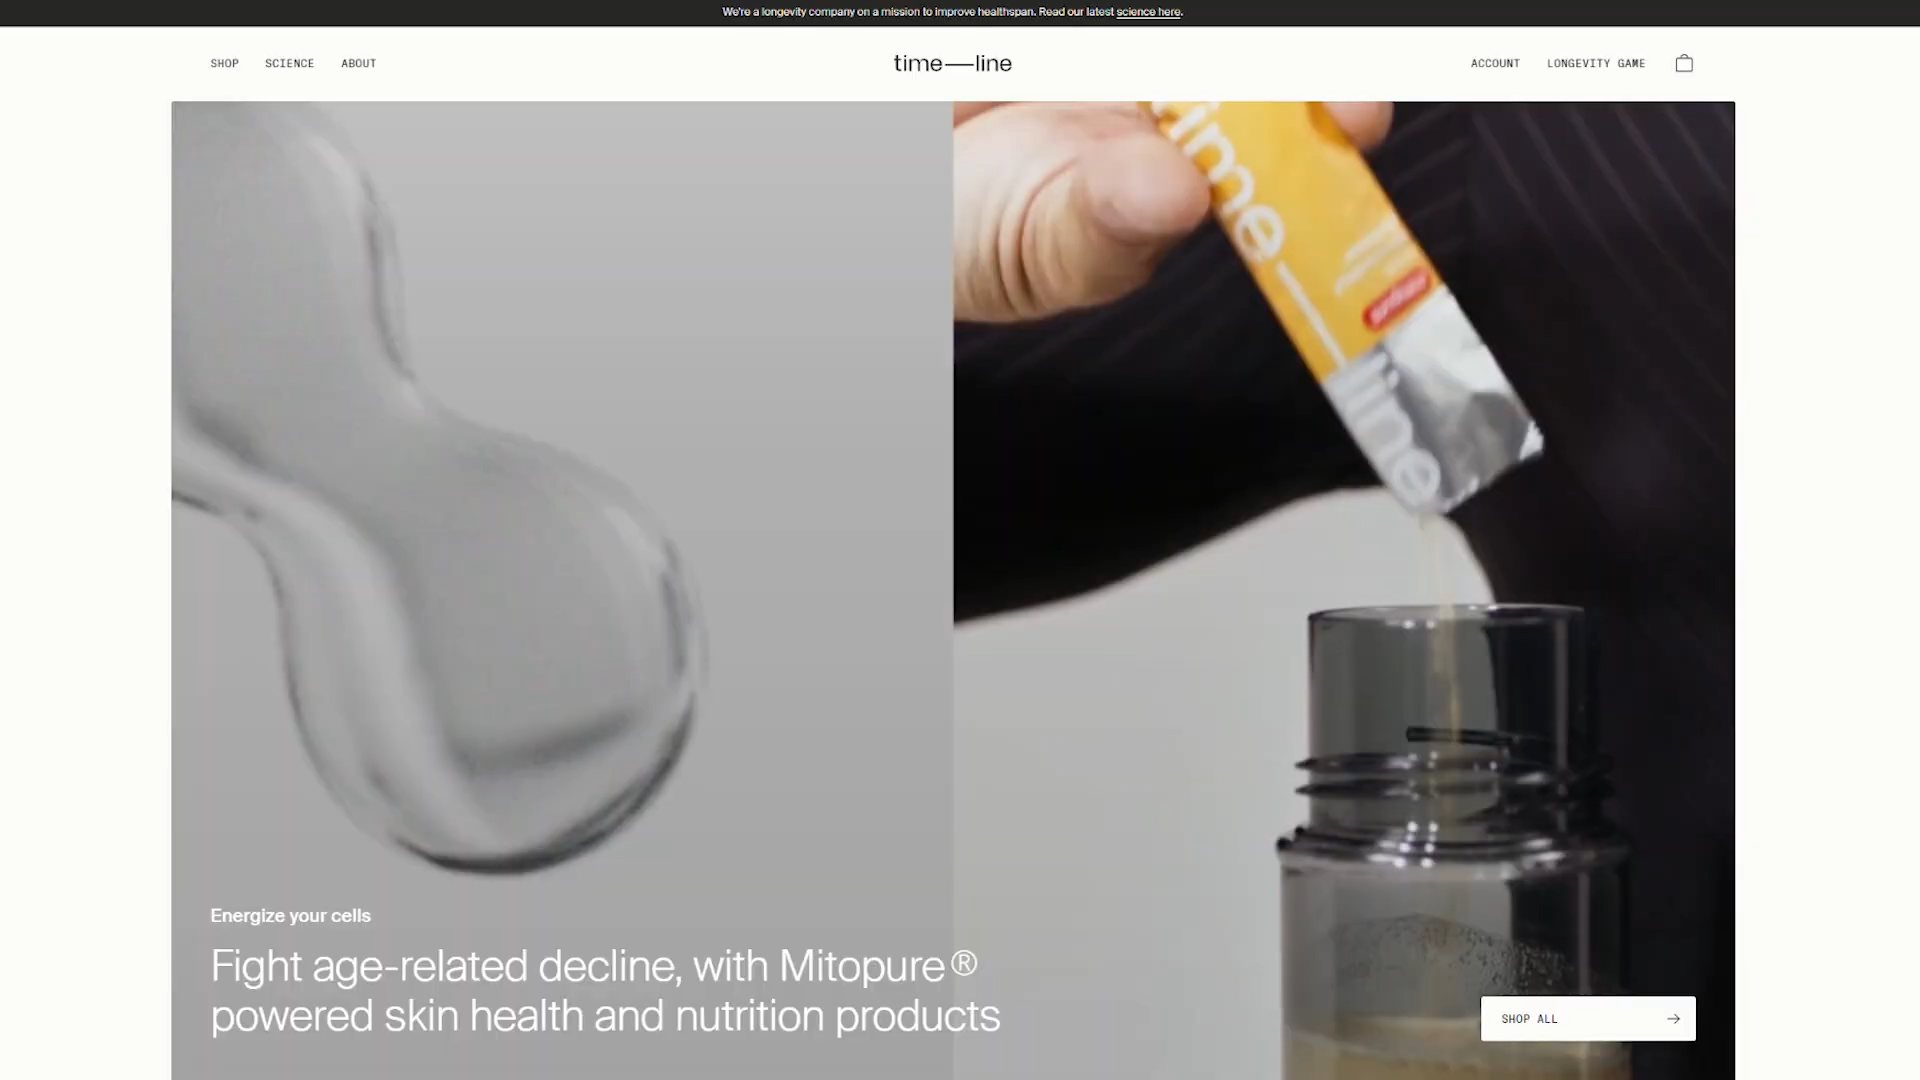 We're a longevity company on a mission to improve healthspan. Read our latest science here.
SHOP SCIENCE ABOUT
time—line
ACCOUNT LONGEVITY GAME
time—line
Energize your cells
Fight age-related decline, with Mitopure®
powered skin health and nutrition products
SHOP ALL